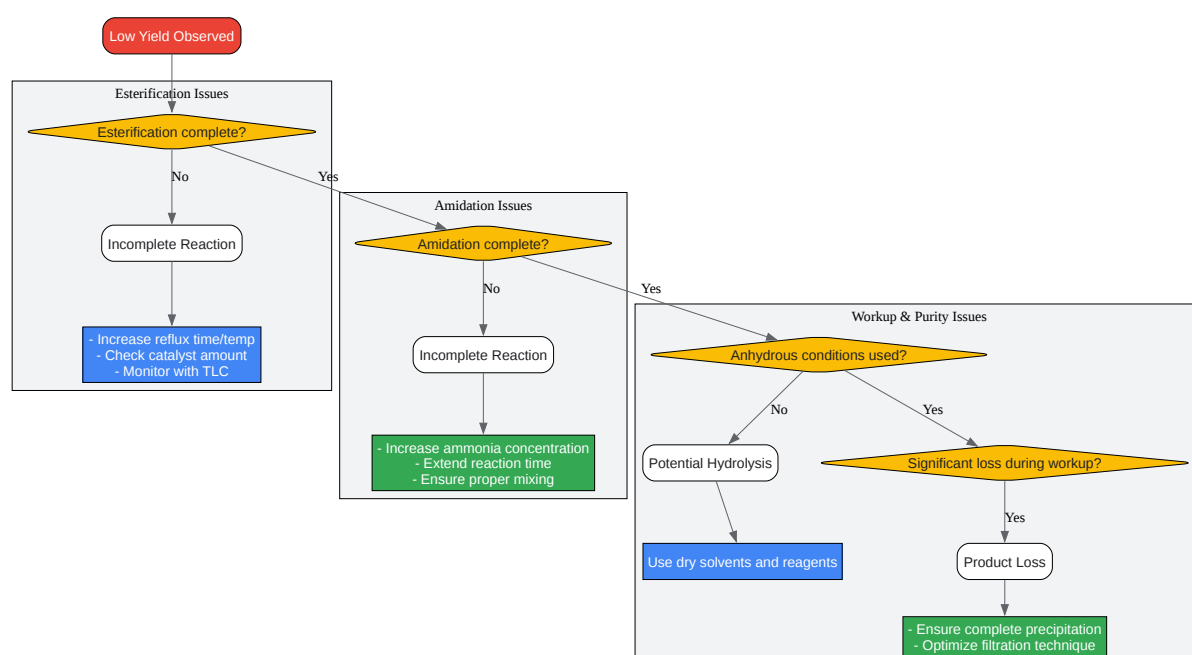 Low Yield Observed
Esterification Issues
Esterification complete?
No
Yes
Incomplete Reaction
- Increase reflux time/temp
- Check catalyst amount
- Monitor with TLC
Amidation Issues
Amidation complete?
No
Yes
Incomplete Reaction
- Increase ammonia concentration
- Extend reaction time
- Ensure proper mixing
Workup & Purity Issues
Anhydrous conditions used?
No
Yes
Potential Hydrolysis
Use dry solvents and reagents
Significant loss during workup?
Yes
Product Loss
- Ensure complete precipitation
- Optimize filtration technique